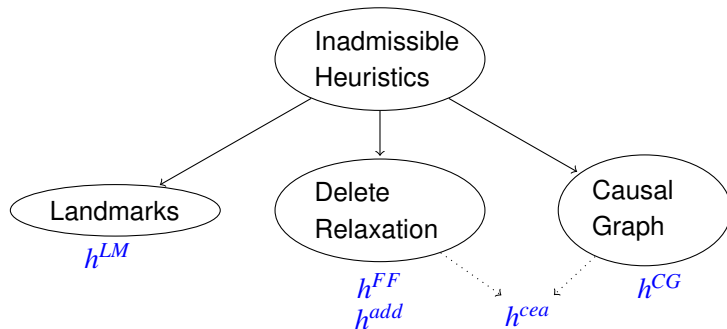 Inadmissible
Heuristics
Landmarks
h^{LM}
Delete
Relaxation
h^{FF}
h^{add}
h^{cea}
Causal
Graph
h^{CG}